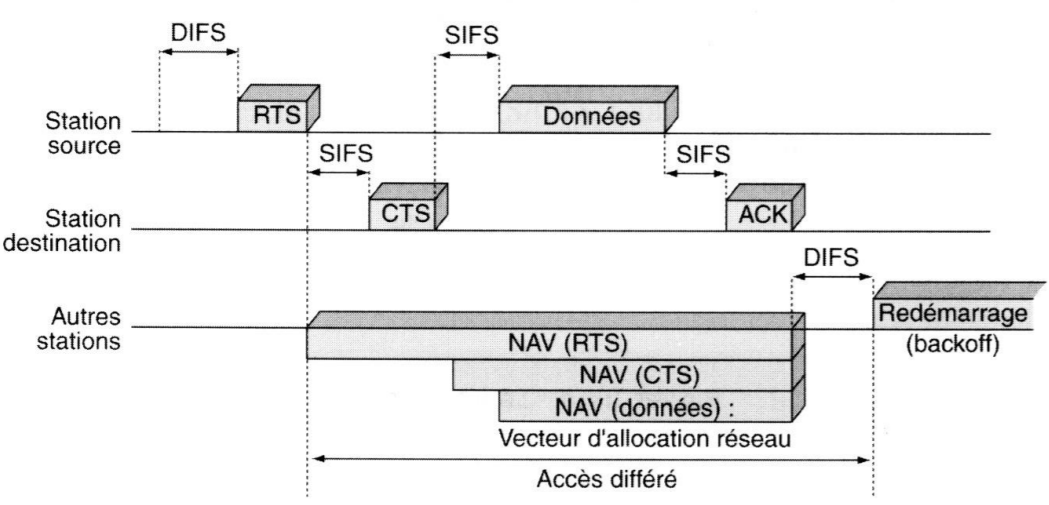 DIFS
SIFS
RTS
Données
Station
source
SIFS
SIFS
CTS
ACK
Station
destination
DIFS
Autres
stations
Redémarrage
(backoff)
NAV (RTS)
NAV (CTS)
NAV (données) :
Vecteur d'allocation réseau
Accès différé